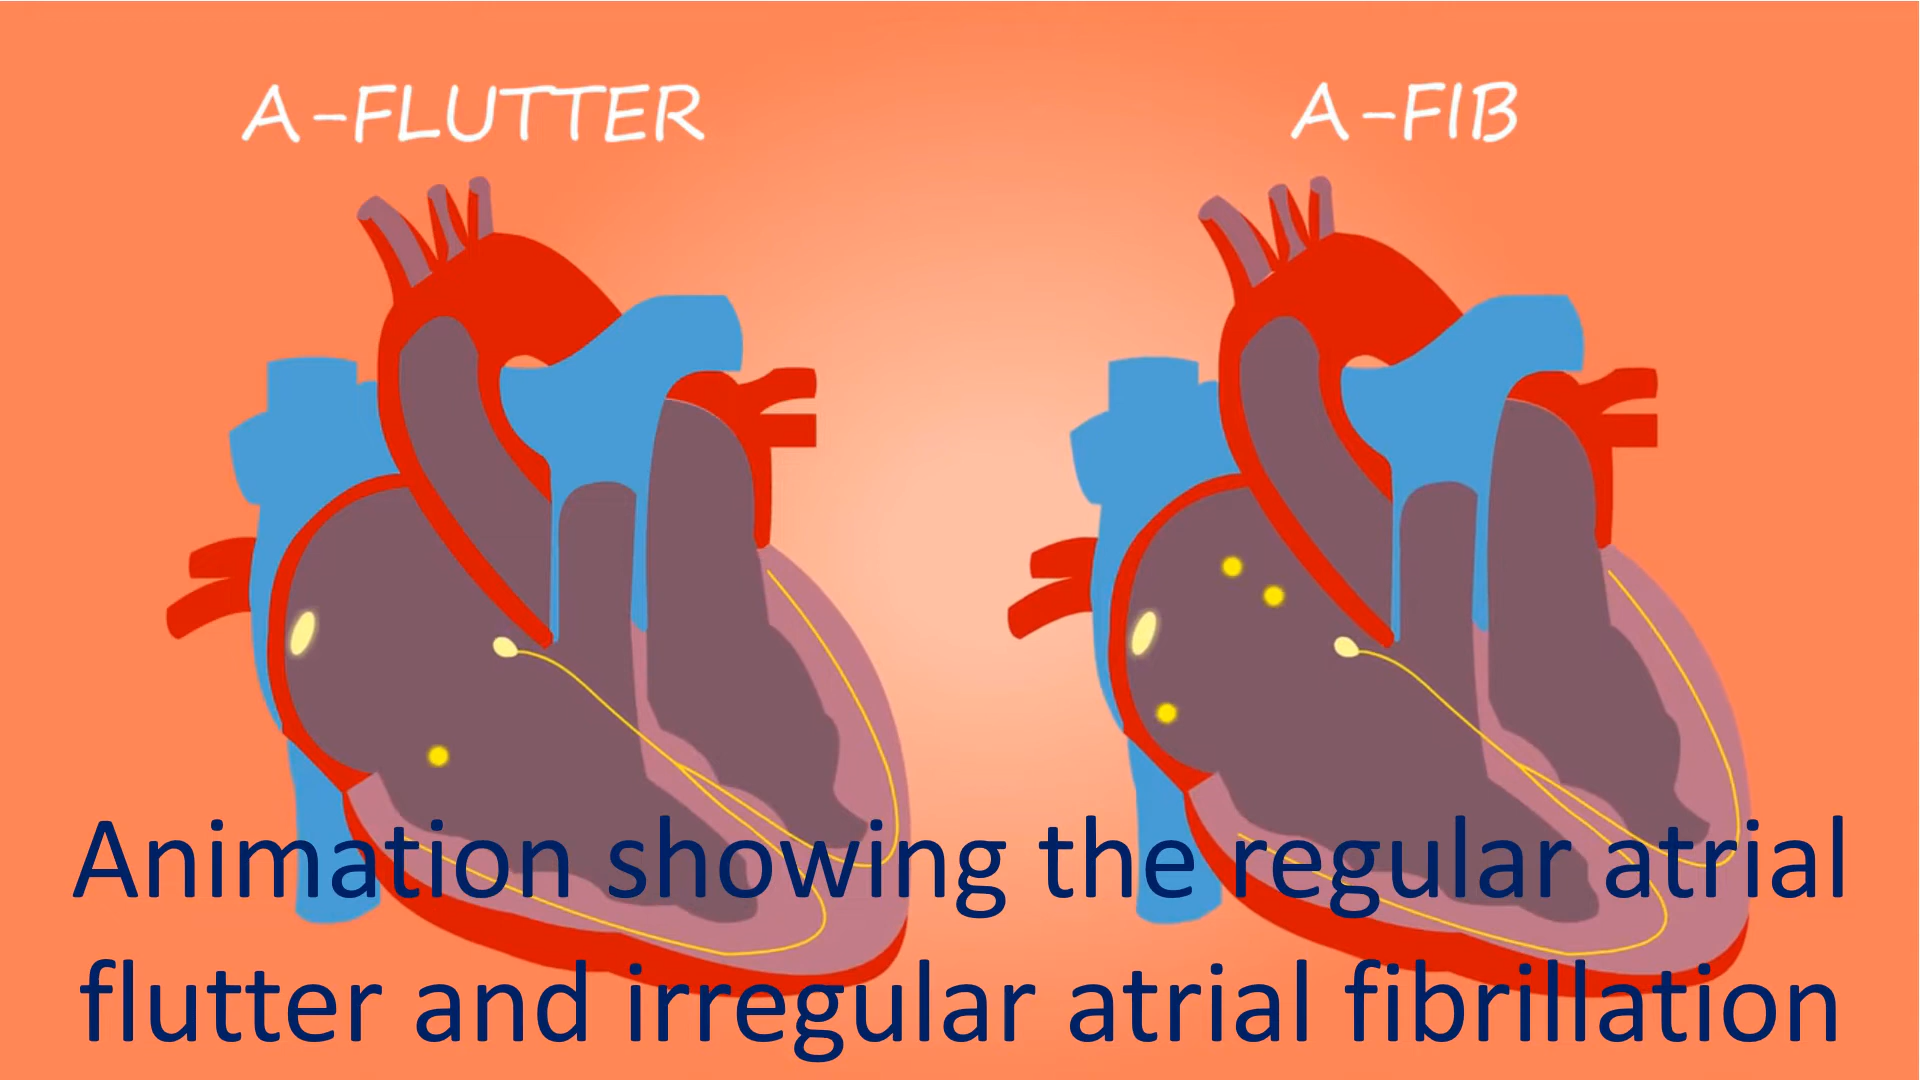 A-FLUTTER
A-FIB
Animation showing the regular atrial
flutter and irregular atrial fibrillation